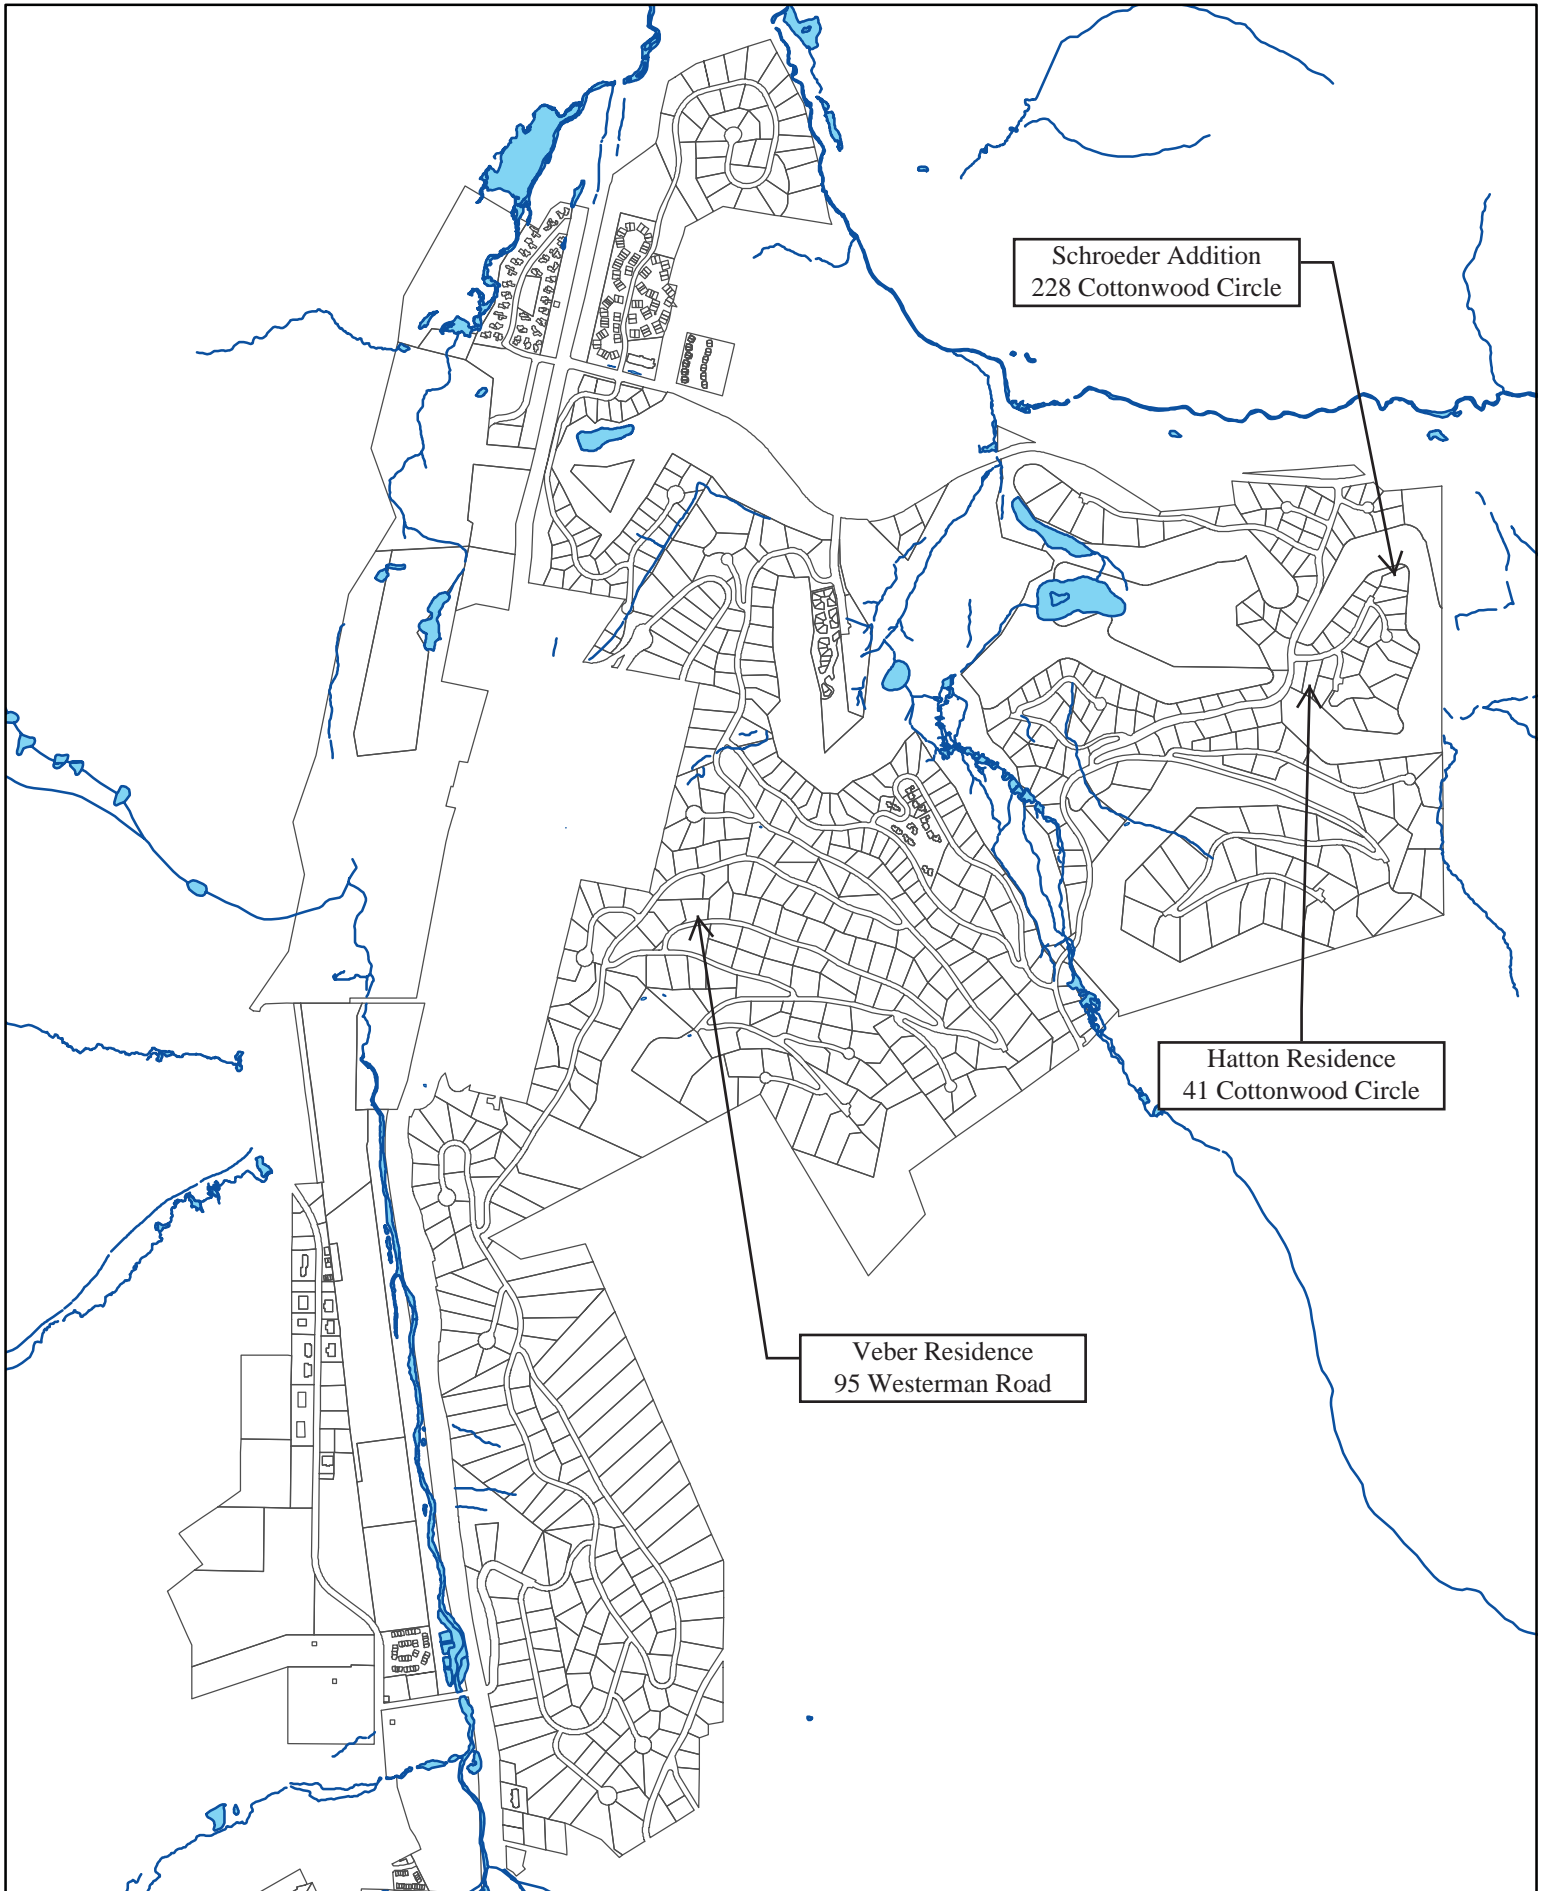 Schroeder Addition
228 Cottonwood Circle
Hatton Residence
41 Cottonwood Circle
Veber Residence
95 Westerman Road